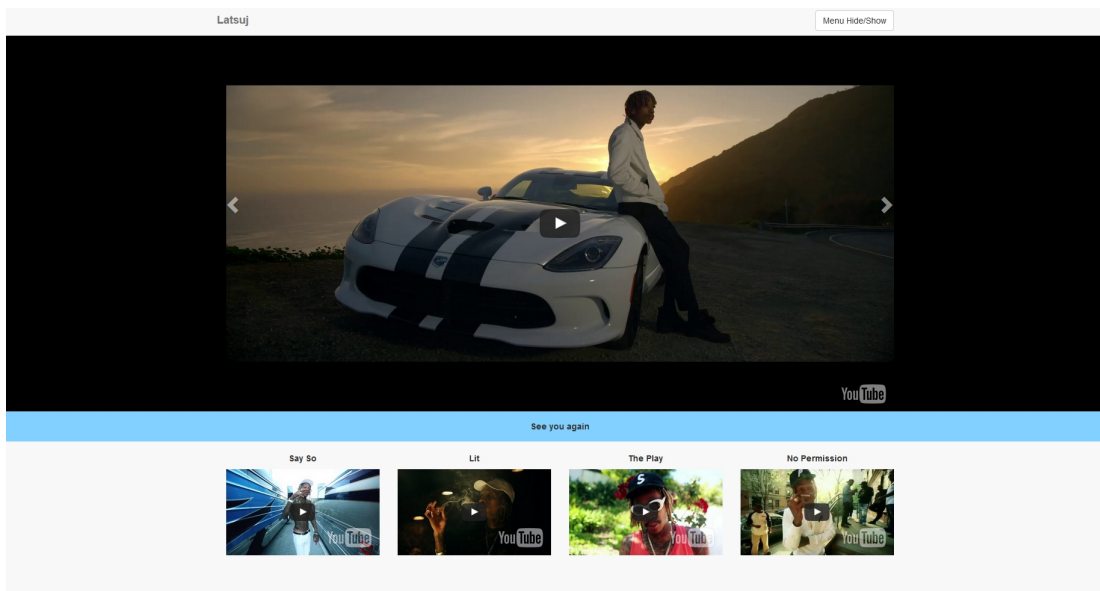 Latsuj
Menu Hide/Show
YouTube
See you again
Say So
Lit
The Play
No Permission
S
YouTube
YouTube
YouTube
YouTube